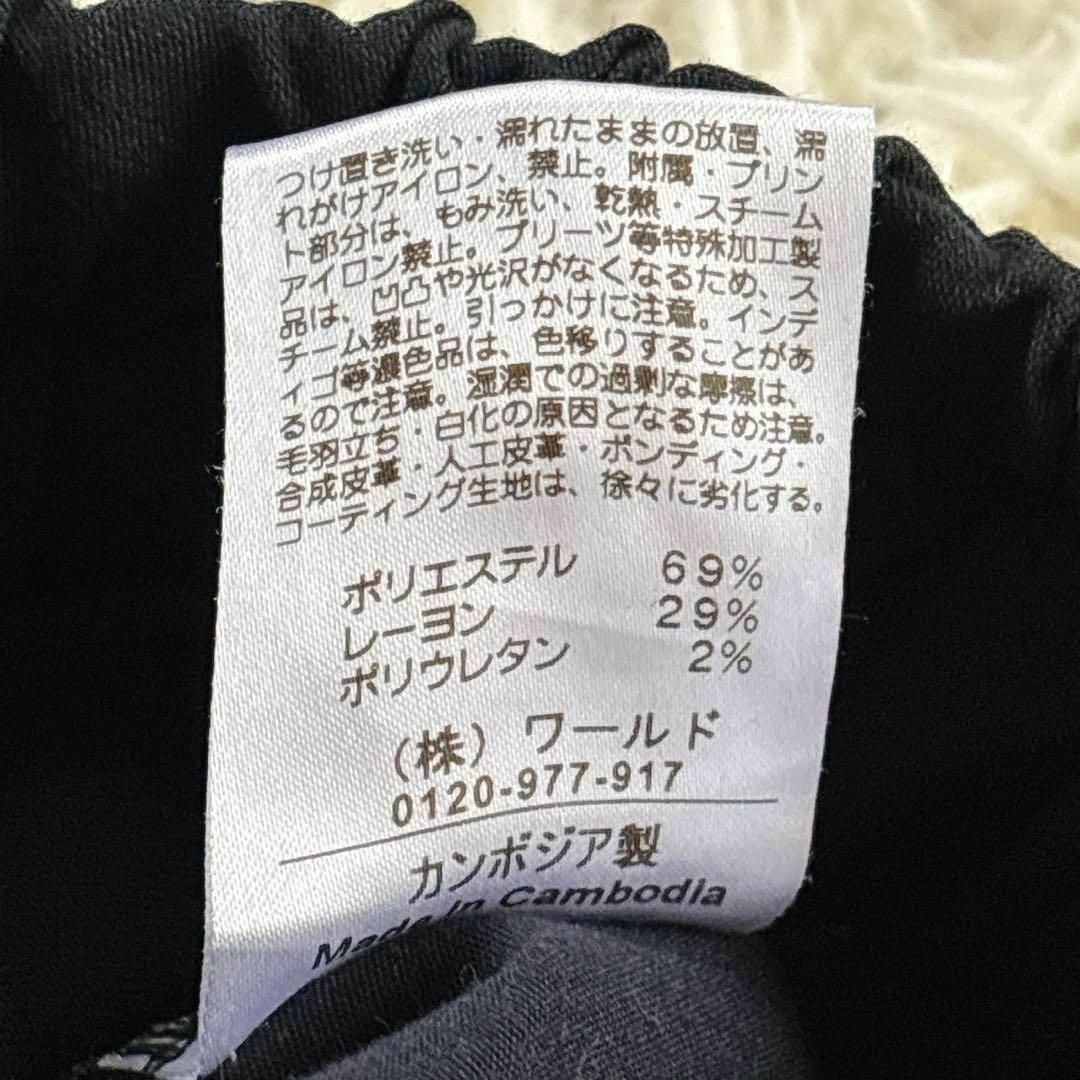 つけ置き洗い・濡れたままの放置、濡
れがけアイロン、禁止。附属・プリン
ト部分は、もみ洗い、乾熱・スチーム
アイロン禁止。プリーツ等特殊加工製
品は、凹凸や光沢がなくなるため、ス
チーム禁止。引っかけに注意。インデ
ィゴ等濃色品は、色移りすることがあ
るので注意。湿潤での過剰な摩擦は、
毛羽立ち・白化の原因となるため注意。
合成皮革・人工皮革・ボンディング・
コーティング生地は、徐々に劣化する。
ポリエステル 69%
レーヨン 29%
ポリウレタン 2%
(株) ワールド
0120-977-917
カンボジア製
Made in Cambodia